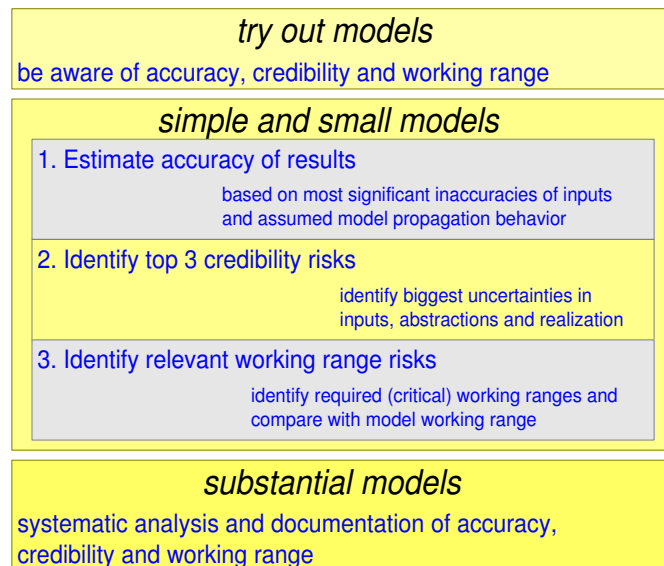 try out models
be aware of accuracy, credibility and working range
simple and small models
1. Estimate accuracy of results
based on most significant inaccuracies of inputs
and assumed model propagation behavior
2. Identify top 3 credibility risks
identify biggest uncertainties in
inputs, abstractions and realization
3. Identify relevant working range risks
identify required (critical) working ranges and
compare with model working range
substantial models
systematic analysis and documentation of accuracy,
credibility and working range